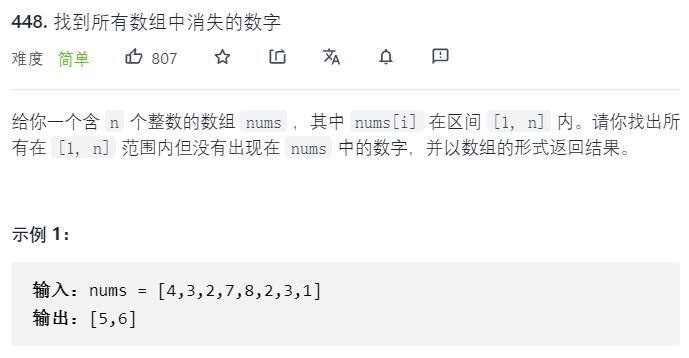 448. 找到所有数组中消失的数字
难度 简单 807
给你一个含 n 个整数的数组 nums ，其中 nums[i] 在区间 [1, n] 内。请你找出所
有在 [1, n] 范围内但没有出现在 nums 中的数字，并以数组的形式返回结果。
示例 1：
输入：nums = [4,3,2,7,8,2,3,1]
输出：[5,6]